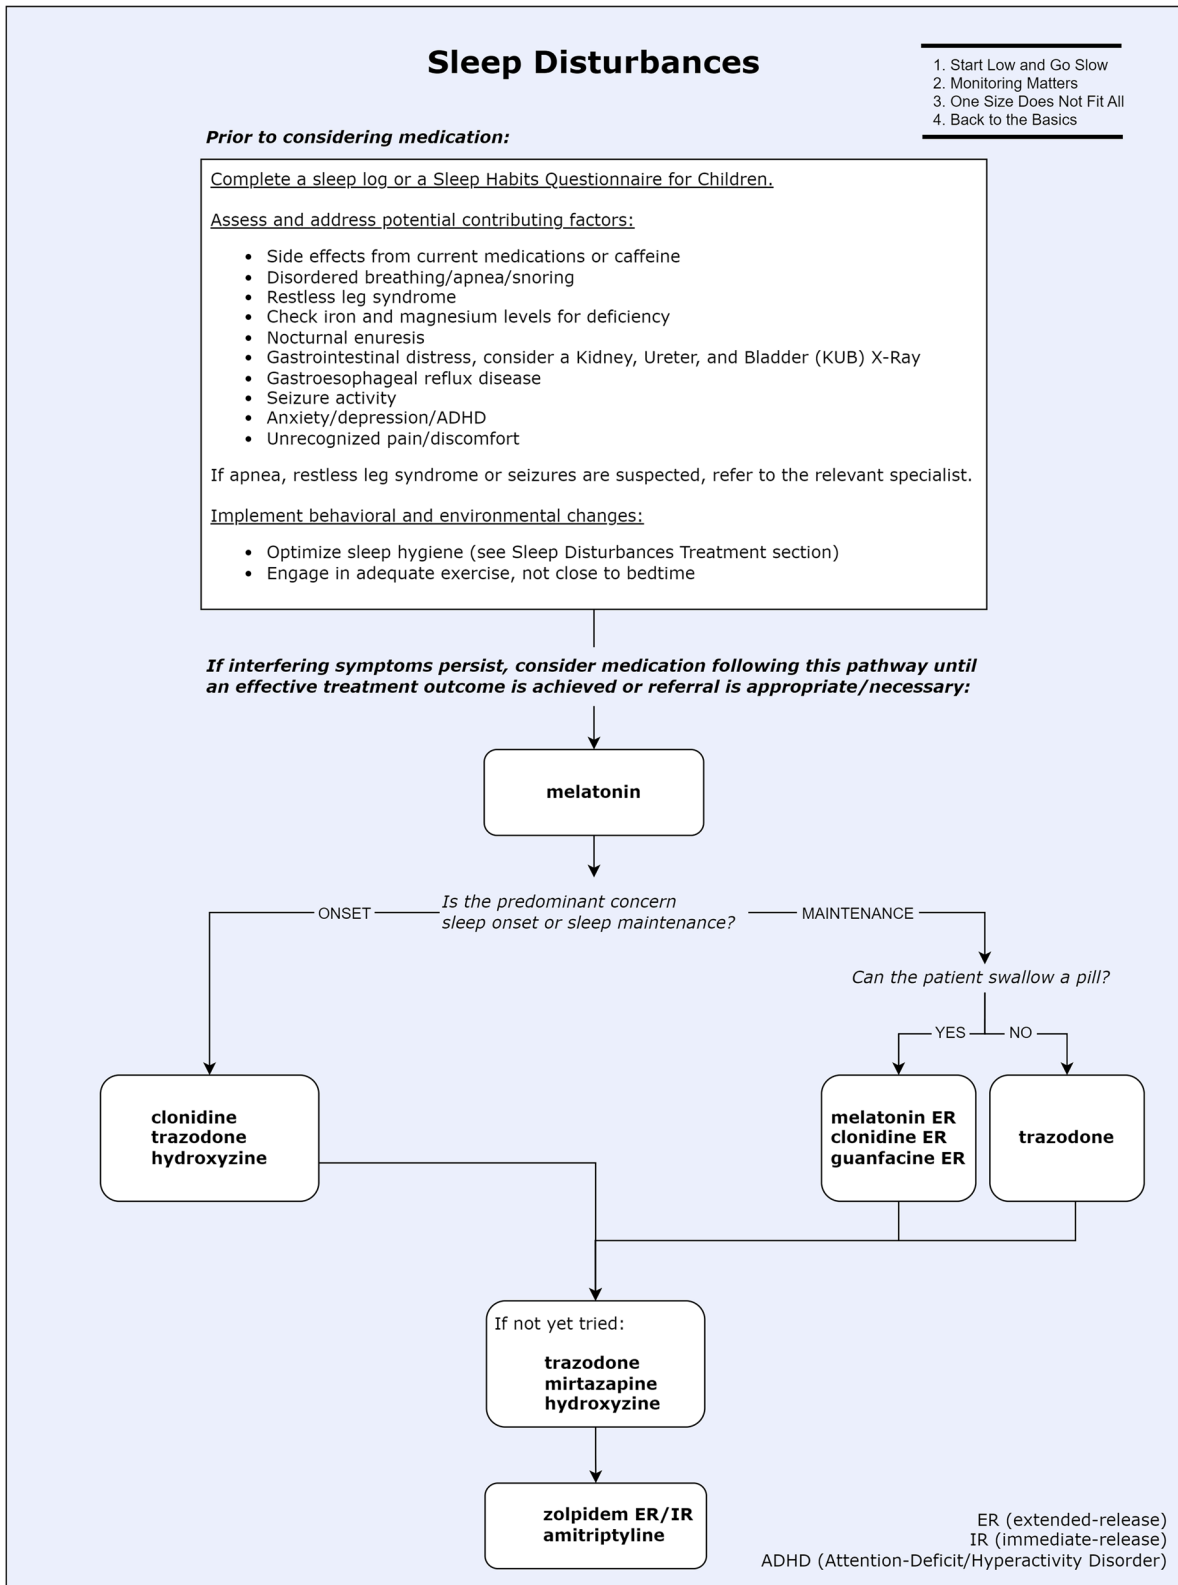 Sleep Disturbances
1. Start Low and Go Slow
2. Monitoring Matters
3. One Size Does Not Fit All
4. Back to the Basics
Prior to considering medication:
Complete a sleep log or a Sleep Habits Questionnaire for Children.
Assess and address potential contributing factors:
• Side effects from current medications or caffeine
• Disordered breathing/apnea/snoring
• Restless leg syndrome
• Check iron and magnesium levels for deficiency
• Nocturnal enuresis
• Gastrointestinal distress, consider a Kidney, Ureter, and Bladder (KUB) X-Ray
• Gastroesophageal reflux disease
• Seizure activity
• Anxiety/depression/ADHD
• Unrecognized pain/discomfort
If apnea, restless leg syndrome or seizures are suspected, refer to the relevant specialist.
Implement behavioral and environmental changes:
• Optimize sleep hygiene (see Sleep Disturbances Treatment section)
• Engage in adequate exercise, not close to bedtime
If interfering symptoms persist, consider medication following this pathway until
an effective treatment outcome is achieved or referral is appropriate/necessary:
melatonin
Is the predominant concern
sleep onset or sleep maintenance?
ONSET
MAINTENANCE
Can the patient swallow a pill?
YES
NO
clonidine
trazodone
hydroxyzine
melatonin ER
clonidine ER
guanfacine ER
trazodone
If not yet tried:
trazodone
mirtazapine
hydroxyzine
zolpidem ER/IR
amitriptyline
ER (extended-release)
IR (immediate-release)
ADHD (Attention-Deficit/Hyperactivity Disorder)